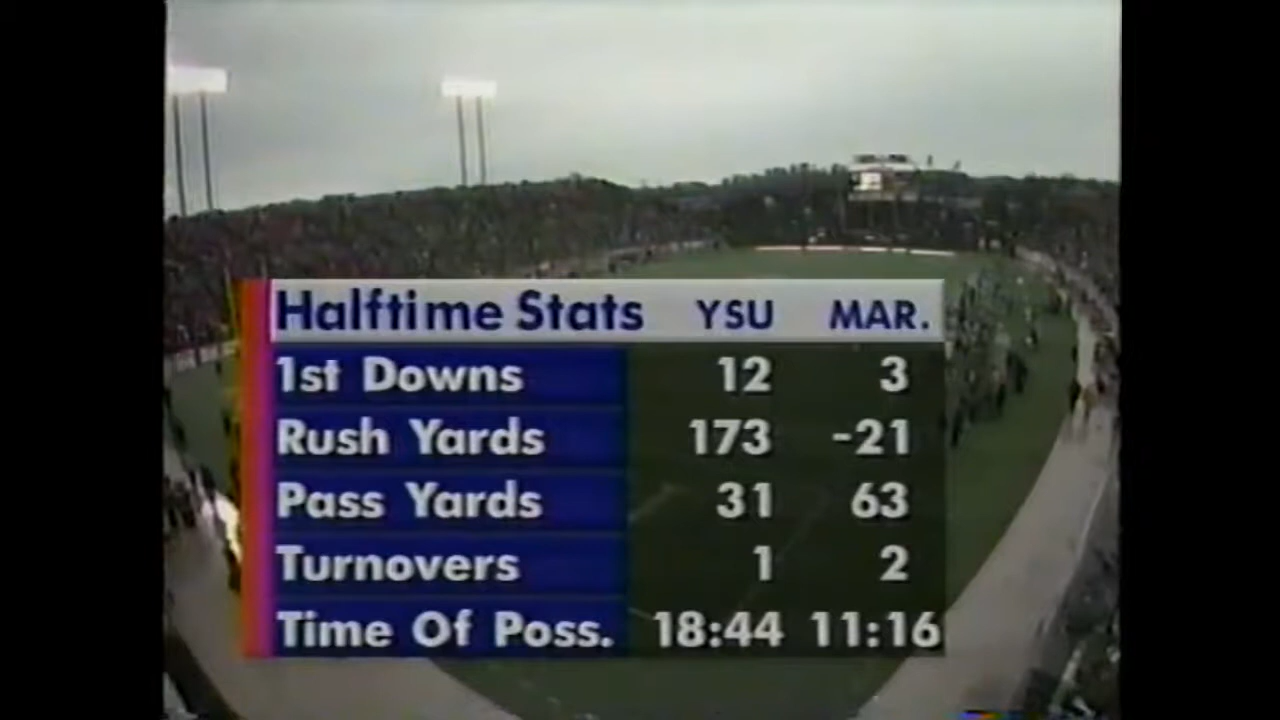 Halftime Stats YSU MAR.
1st Downs 12 3
Rush Yards 173 -21
Pass Yards 31 63
Turnovers 1 2
Time Of Poss. 18:44 11:16